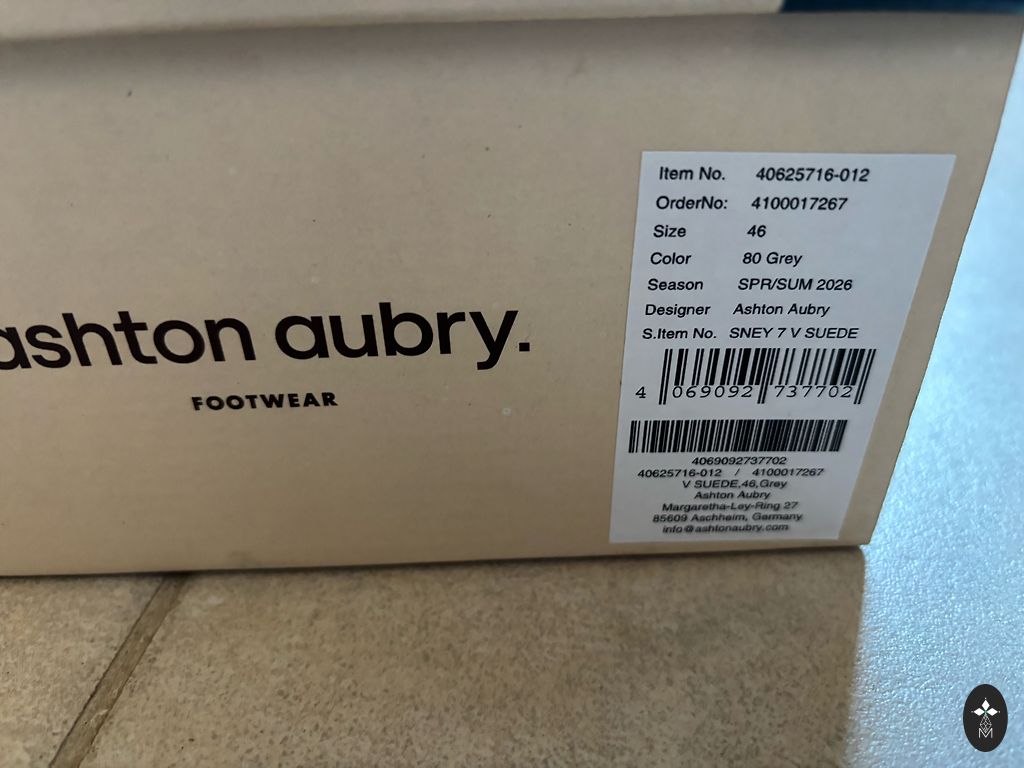 ashton aubry.
FOOTWEAR
Item No. 40625716-012
OrderNo: 4100017267
Size 46
Color 80 Grey
Season SPR/SUM 2026
Designer Ashton Aubry
S.Item No. SNEY 7 V SUEDE
4 069092 737702
4069092737702
40625716-012 / 4100017267
V SUEDE,46,Grey
Ashton Aubry
Margaretha-Ley-Ring 27
85609 Aschheim, Germany
info@ashtonaubry.com
M